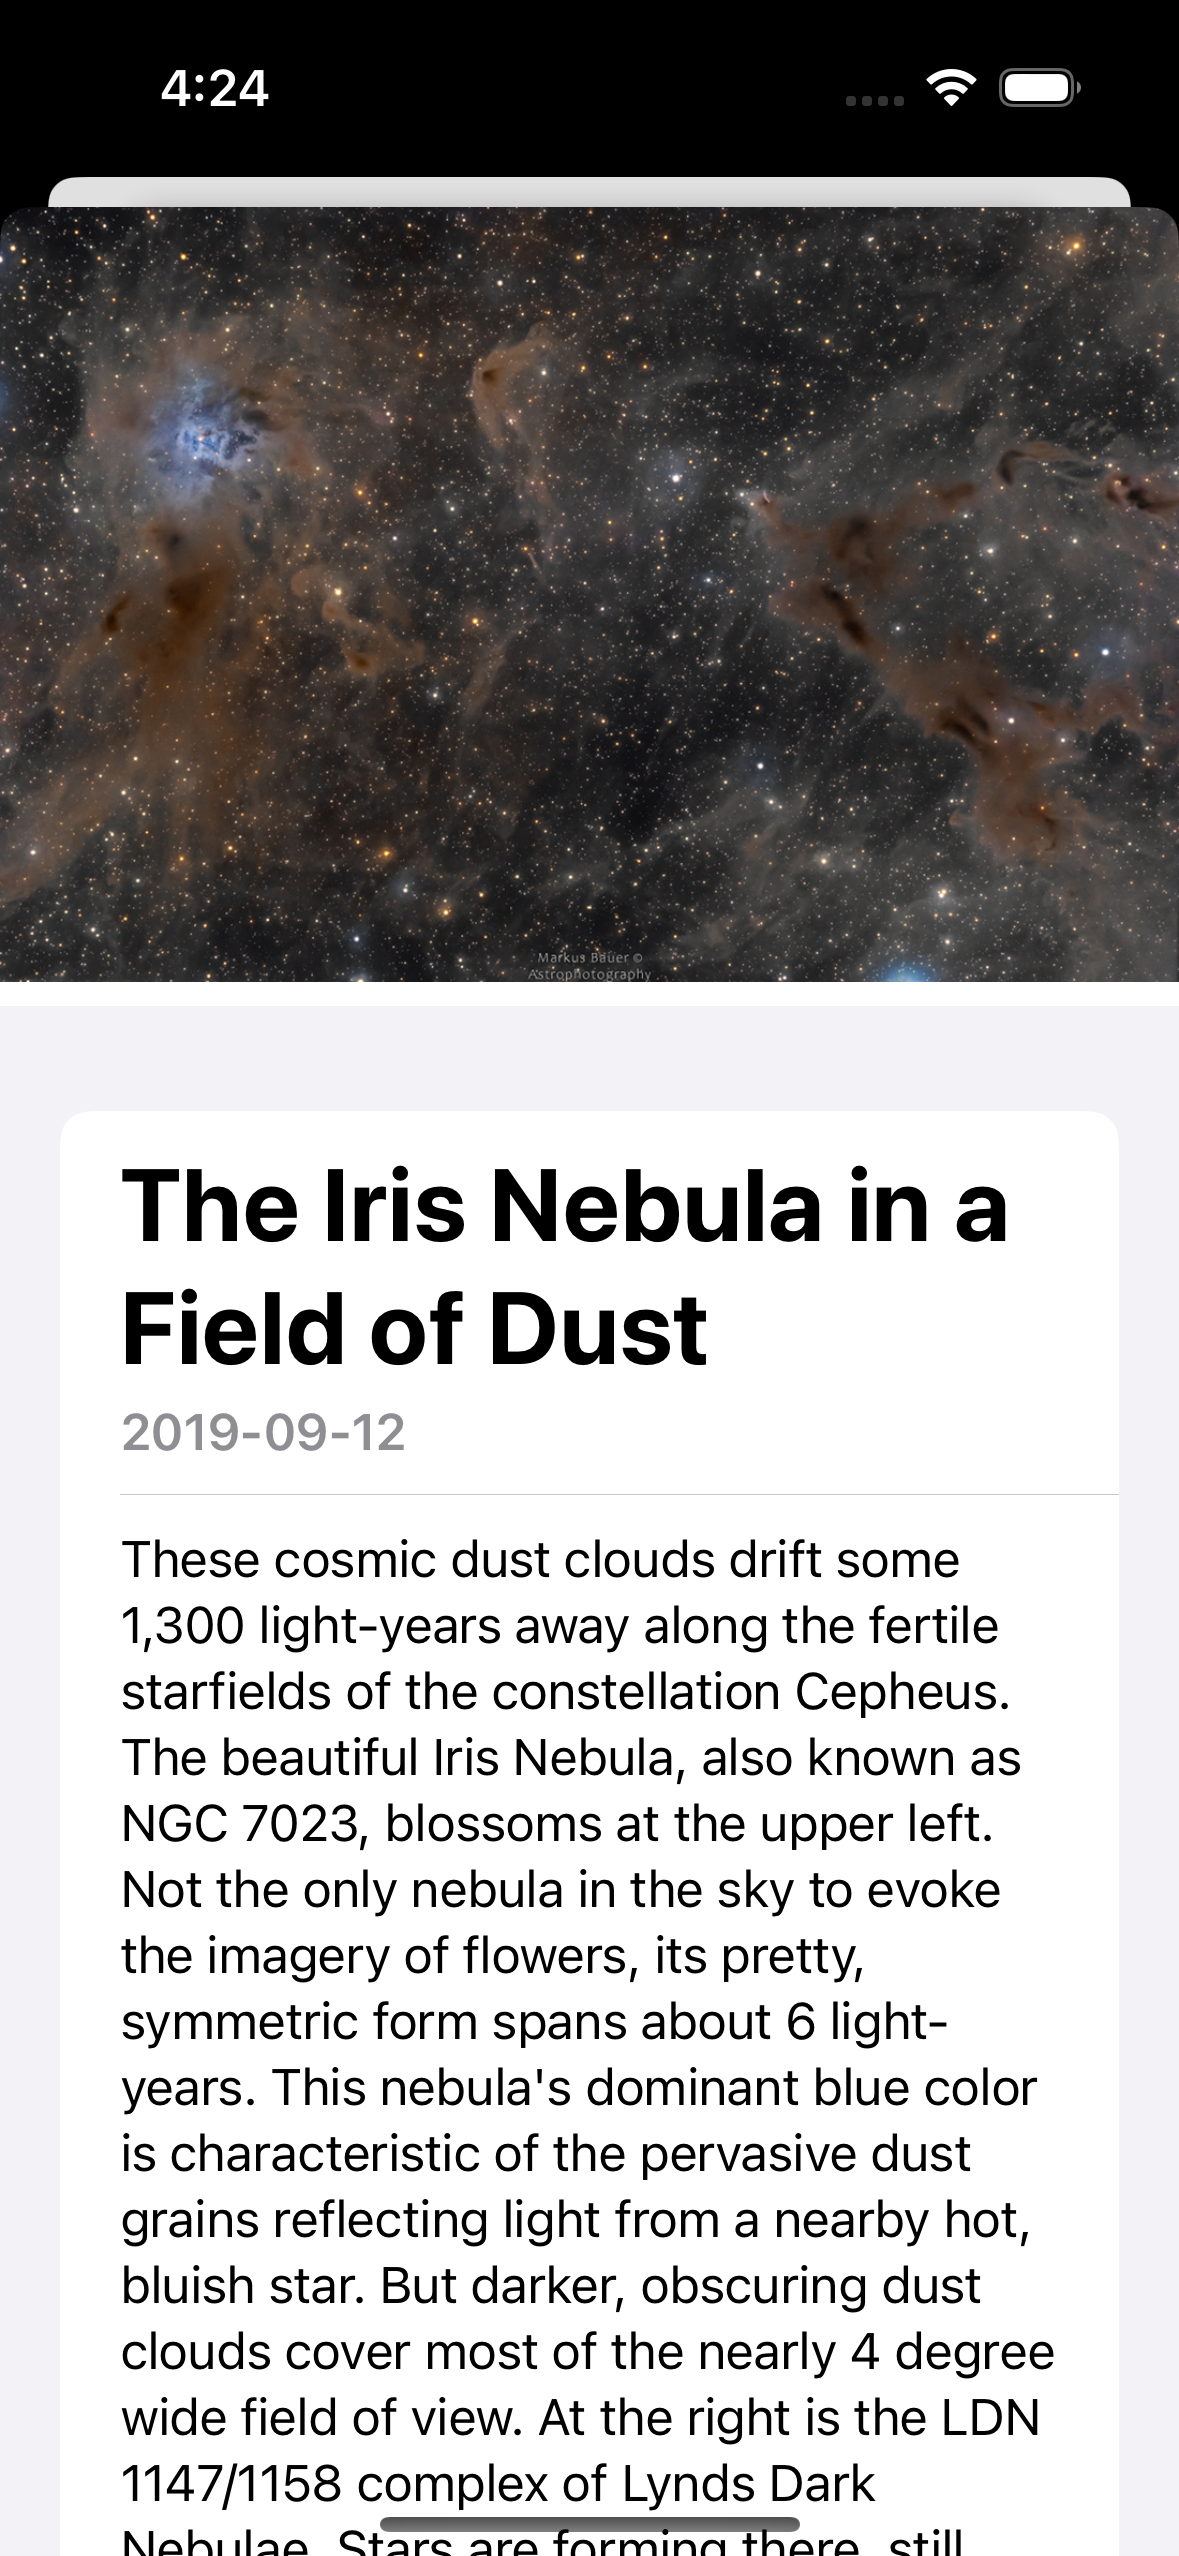 4:24
Markus Bauer ©
Astrophotography
The Iris Nebula in a
Field of Dust
2019-09-12
These cosmic dust clouds drift some
1,300 light-years away along the fertile
starfields of the constellation Cepheus.
The beautiful Iris Nebula, also known as
NGC 7023, blossoms at the upper left.
Not the only nebula in the sky to evoke
the imagery of flowers, its pretty,
symmetric form spans about 6 light-
years. This nebula's dominant blue color
is characteristic of the pervasive dust
grains reflecting light from a nearby hot,
bluish star. But darker, obscuring dust
clouds cover most of the nearly 4 degree
wide field of view. At the right is the LDN
1147/1158 complex of Lynds Dark
Nebulae. Stars are forming there, still